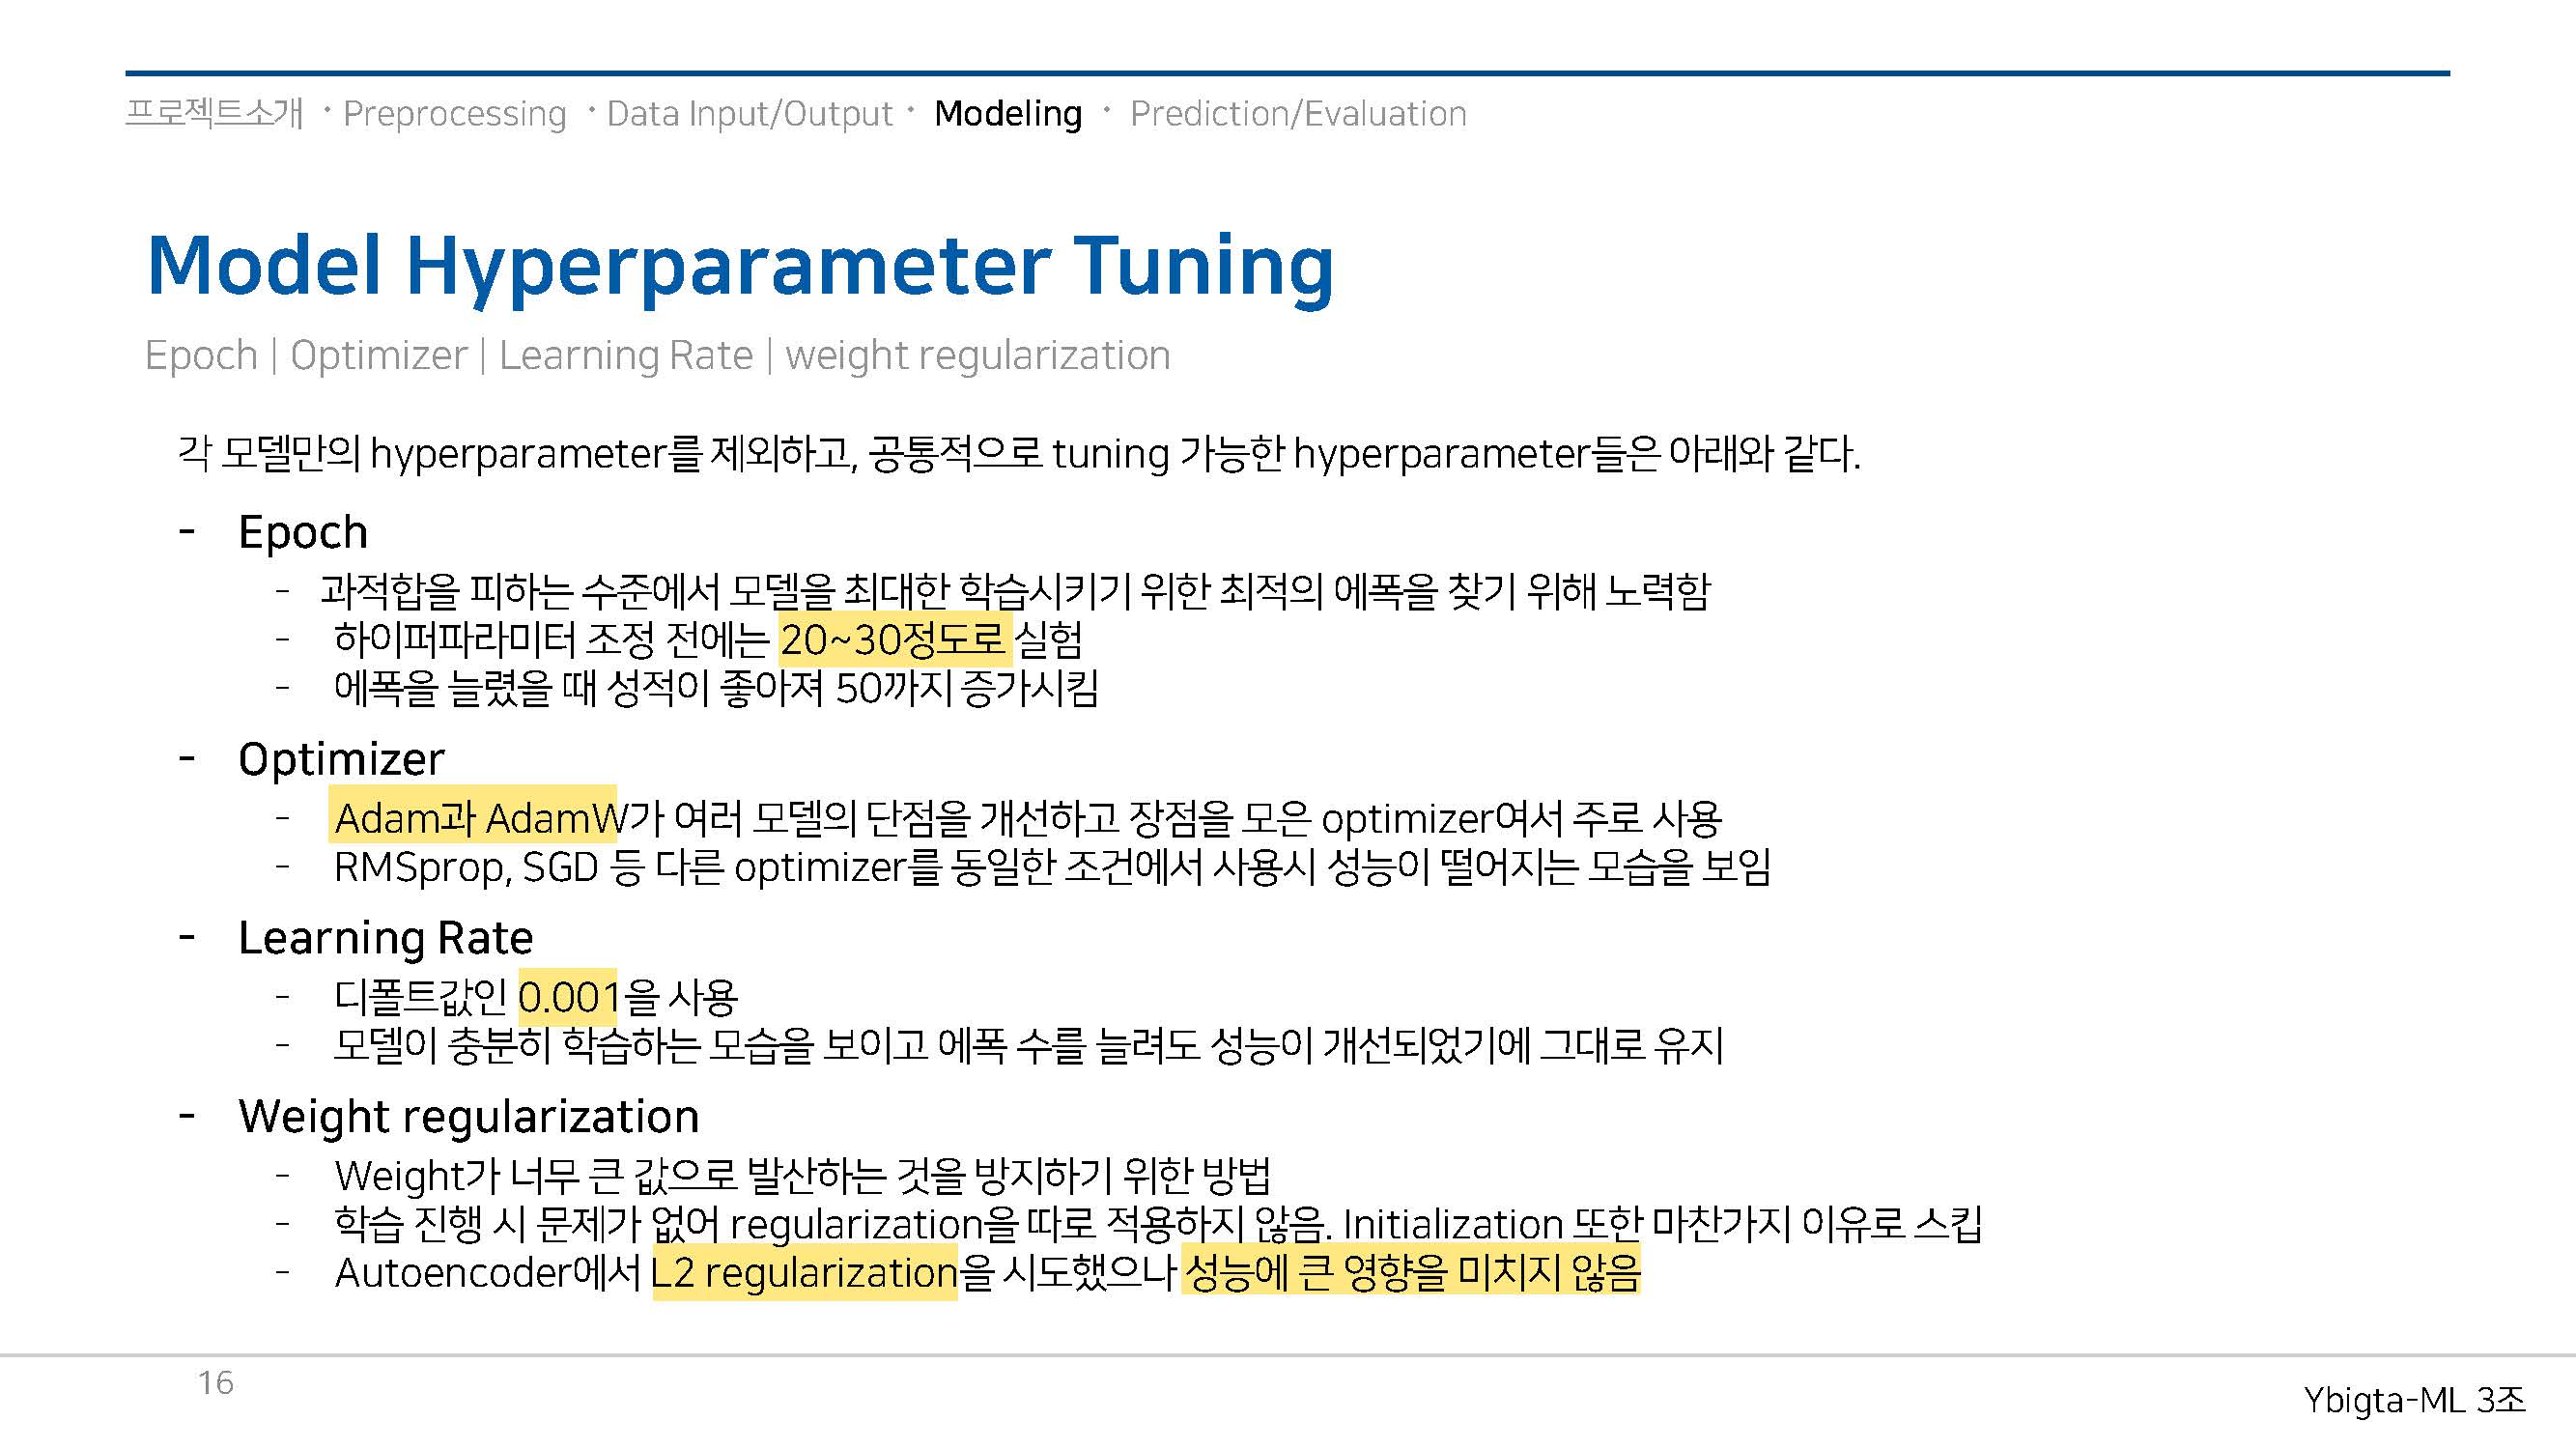 프로젝트소개 · Preprocessing · Data Input/Output · Modeling · Prediction/Evaluation
Model Hyperparameter Tuning
Epoch | Optimizer | Learning Rate | weight regularization
각 모델만의 hyperparameter를 제외하고, 공통적으로 tuning 가능한 hyperparameter들은 아래와 같다.
- Epoch
- 과적합을 피하는 수준에서 모델을 최대한 학습시키기 위한 최적의 에폭을 찾기 위해 노력함
- 하이퍼파라미터 조정 전에는 20~30정도로 실험
- 에폭을 늘렸을 때 성적이 좋아져 50까지 증가시킴
- Optimizer
- Adam과 AdamW가 여러 모델의 단점을 개선하고 장점을 모은 optimizer여서 주로 사용
- RMSprop, SGD 등 다른 optimizer를 동일한 조건에서 사용시 성능이 떨어지는 모습을 보임
- Learning Rate
- 디폴트값인 0.001을 사용
- 모델이 충분히 학습하는 모습을 보이고 에폭 수를 늘려도 성능이 개선되었기에 그대로 유지
- Weight regularization
- Weight가 너무 큰 값으로 발산하는 것을 방지하기 위한 방법
- 학습 진행 시 문제가 없어 regularization을 따로 적용하지 않음. Initialization 또한 마찬가지 이유로 스킵
- Autoencoder에서 L2 regularization을 시도했으나 성능에 큰 영향을 미치지 않음
16
Ybigta-ML 3조